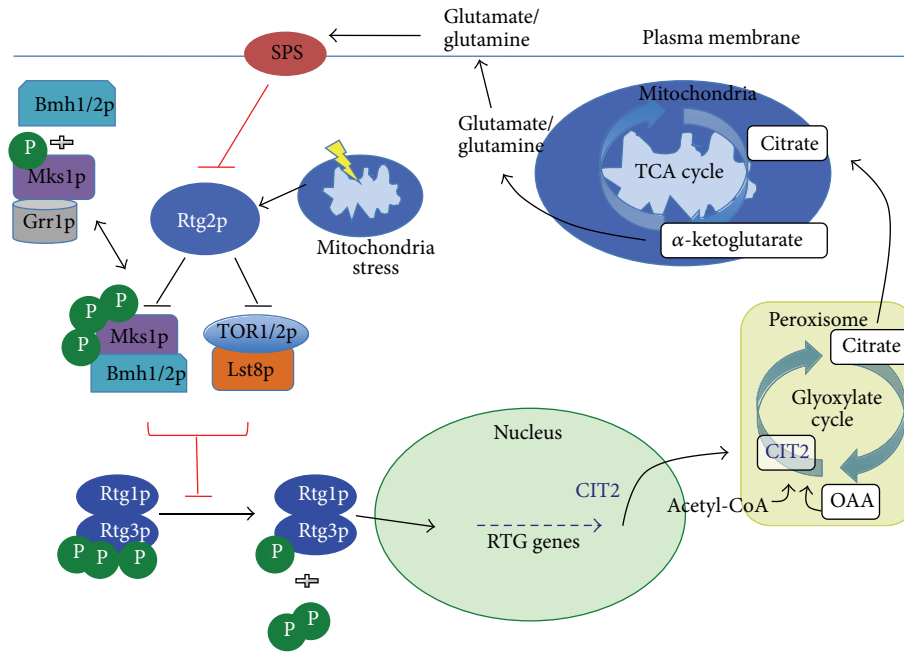 Glutamate/
glutamine
SPS
Plasma membrane
Bmh1/2p
P
Mks1p
Grr1p
Rtg2p
Mitochondria
stress
Glutamate/
glutamine
Mitochondria
Citrate
TCA cycle
α-ketoglutarate
P
P
P
Mks1p
Bmh1/2p
TOR1/2p
Lst8p
Peroxisome
Citrate
Glyoxylate
cycle
CIT2
Acetyl-CoA
OAA
Nucleus
CIT2
RTG genes
Rtg1p
Rtg3p
P
P
P
Rtg1p
Rtg3p
P
P
P